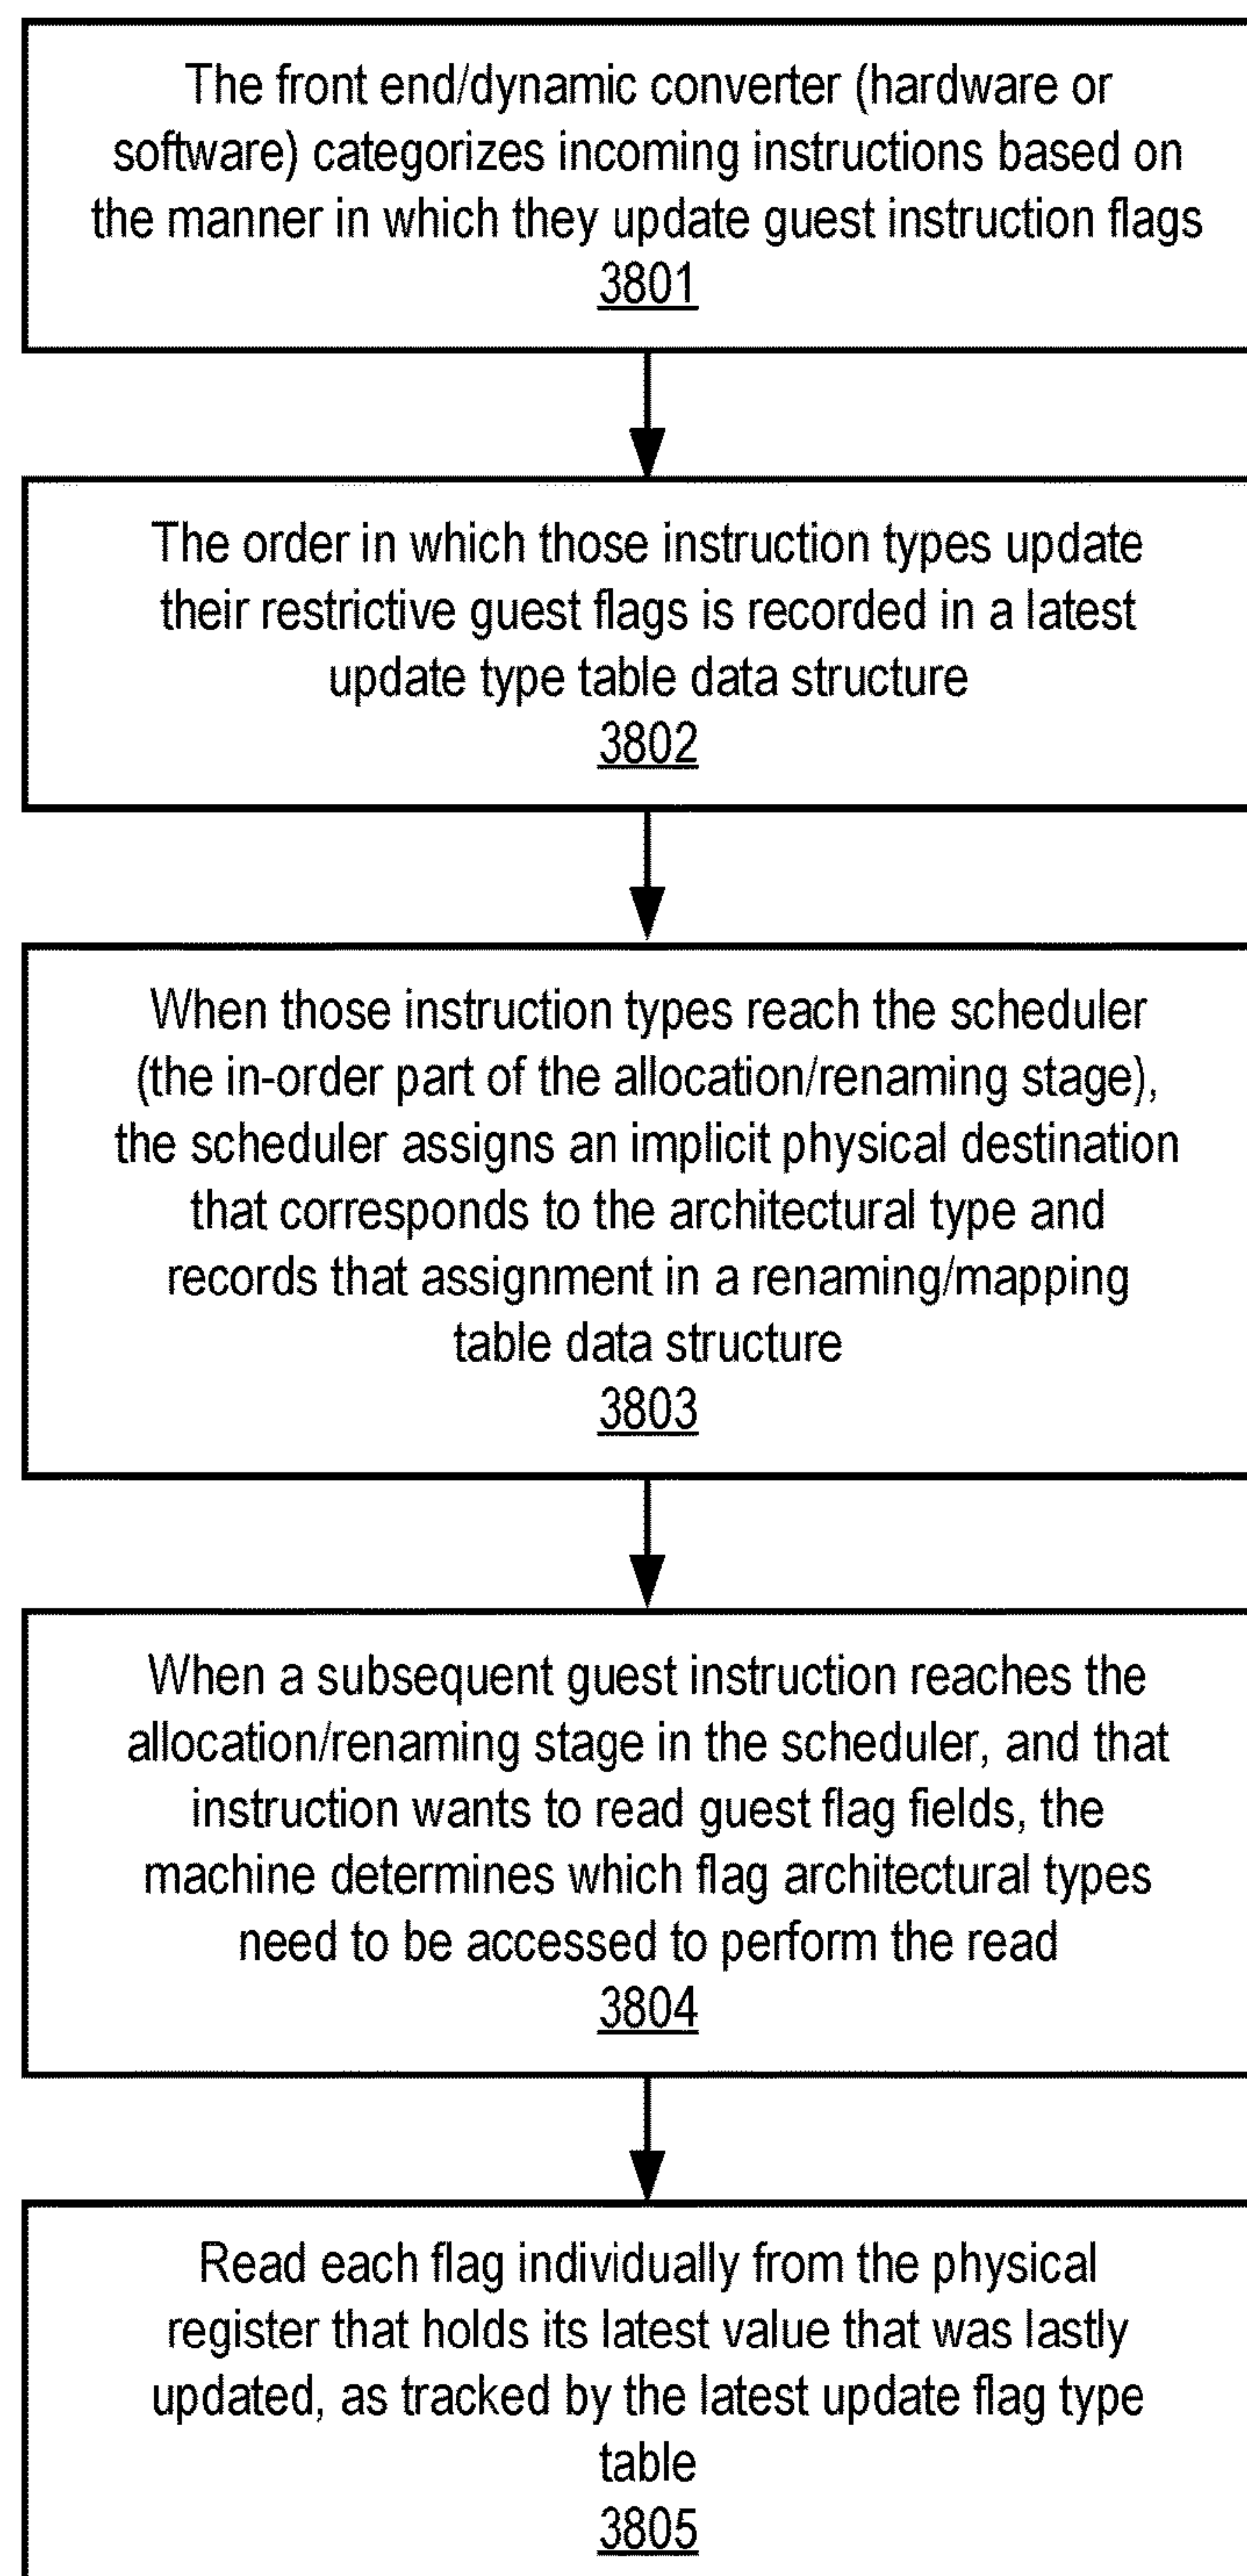 The front end/dynamic converter (hardware or
software) categorizes incoming instructions based on
the manner in which they update guest instruction flags
3801
The order in which those instruction types update
their restrictive guest flags is recorded in a latest
update type table data structure
3802
When those instruction types reach the scheduler
(the in-order part of the allocation/renaming stage),
the scheduler assigns an implicit physical destination
that corresponds to the architectural type and
records that assignment in a renaming/mapping
table data structure
3803
When a subsequent guest instruction reaches the
allocation/renaming stage in the scheduler, and that
instruction wants to read guest flag fields, the
machine determines which flag architectural types
need to be accessed to perform the read
3804
Read each flag individually from the physical
register that holds its latest value that was lastly
updated, as tracked by the latest update flag type
table
3805